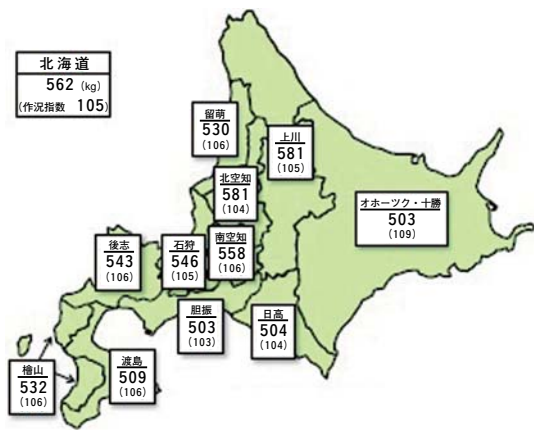 北海道
562 (kg)
(作況指数 105)
留萌
530
(106)
上川
581
(105)
北空知
581
(104)
オホーツク・十勝
503
(109)
後志
543
(106)
石狩
546
(105)
南空知
558
(106)
胆振
503
(103)
日高
504
(104)
檜山
532
(106)
渡島
509
(106)